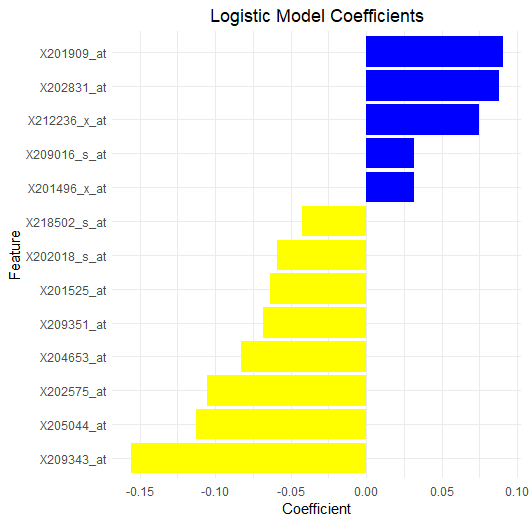 Logistic Model Coefficients
Feature
X201909_at
X202831_at
X212236_x_at
X209016_s_at
X201496_x_at
X218502_s_at
X202018_s_at
X201525_at
X209351_at
X204653_at
X202575_at
X205044_at
X209343_at
-0.15 -0.10 -0.05 0.00 0.05 0.10
Coefficient